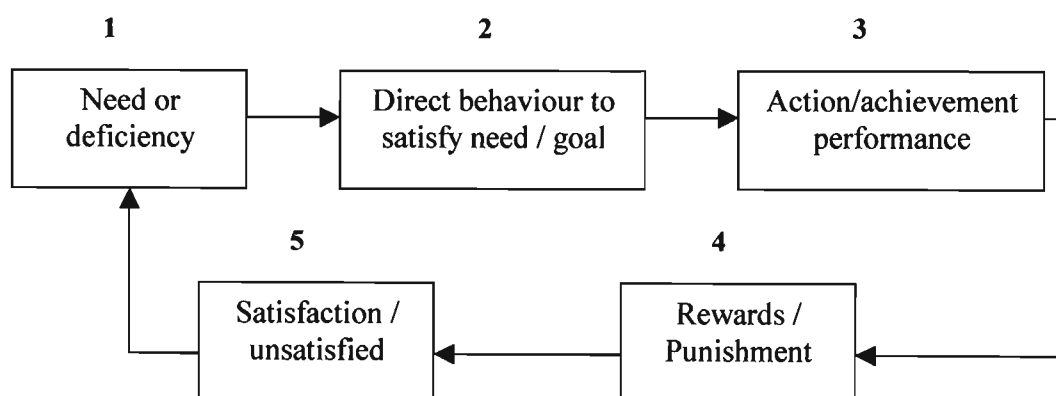 1
2
3
Need or
deficiency
Direct behaviour to
satisfy need / goal
Action/achievement
performance
5
4
Satisfaction /
unsatisfied
Rewards /
Punishment